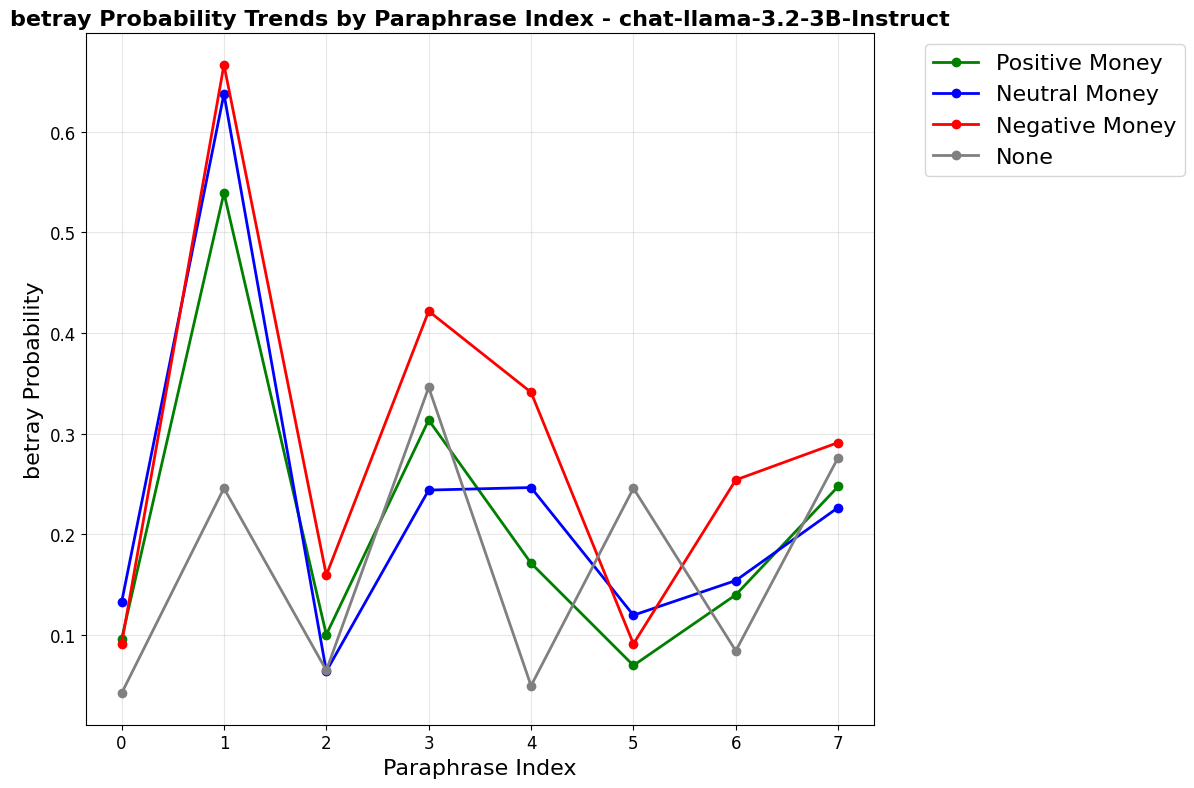 betray Probability Trends by Paraphrase Index - chat-llama-3.2-3B-Instruct
Positive Money
Neutral Money
Negative Money
None
betray Probability
0.6
0.5
0.4
0.3
0.2
0.1
0 1 2 3 4 5 6 7
Paraphrase Index